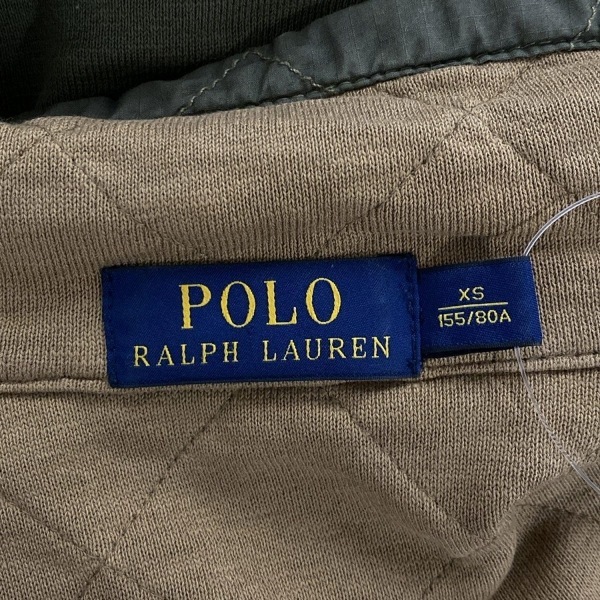 POLO
RALPH LAUREN
XS
155/80A